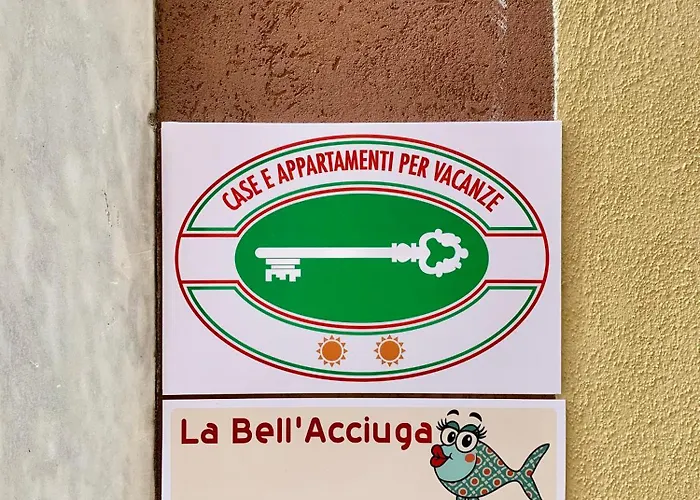 CASE E APPARTAMENTI PER VACANZE
La Bell'Acciuga